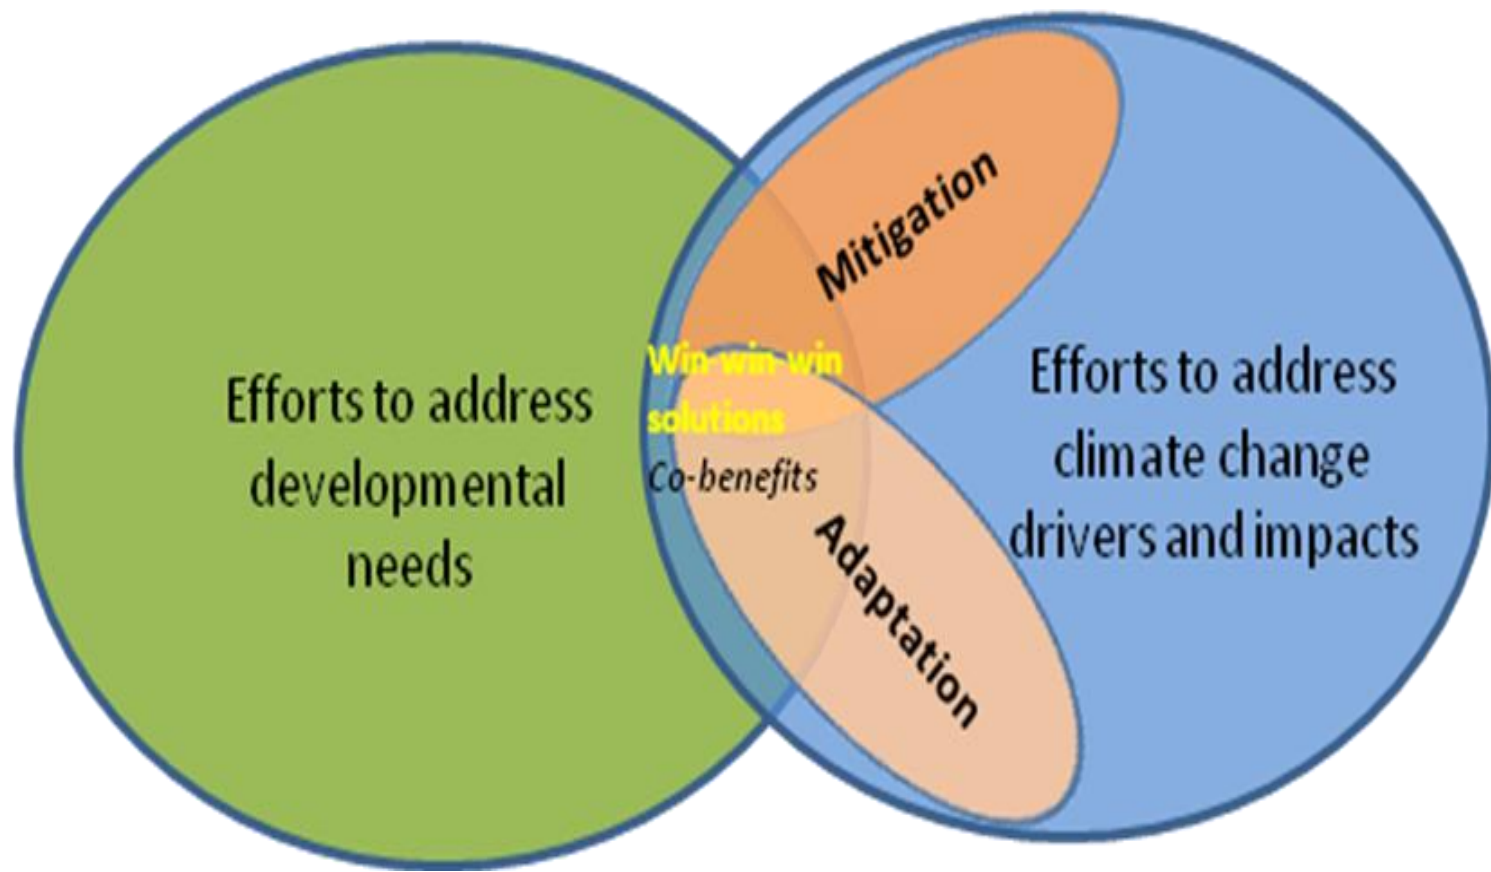 Efforts to address
developmental
needs
Win-win-win
solutions
Co-benefits
Mitigation
Adaptation
Efforts to address
climate change
drivers and impacts